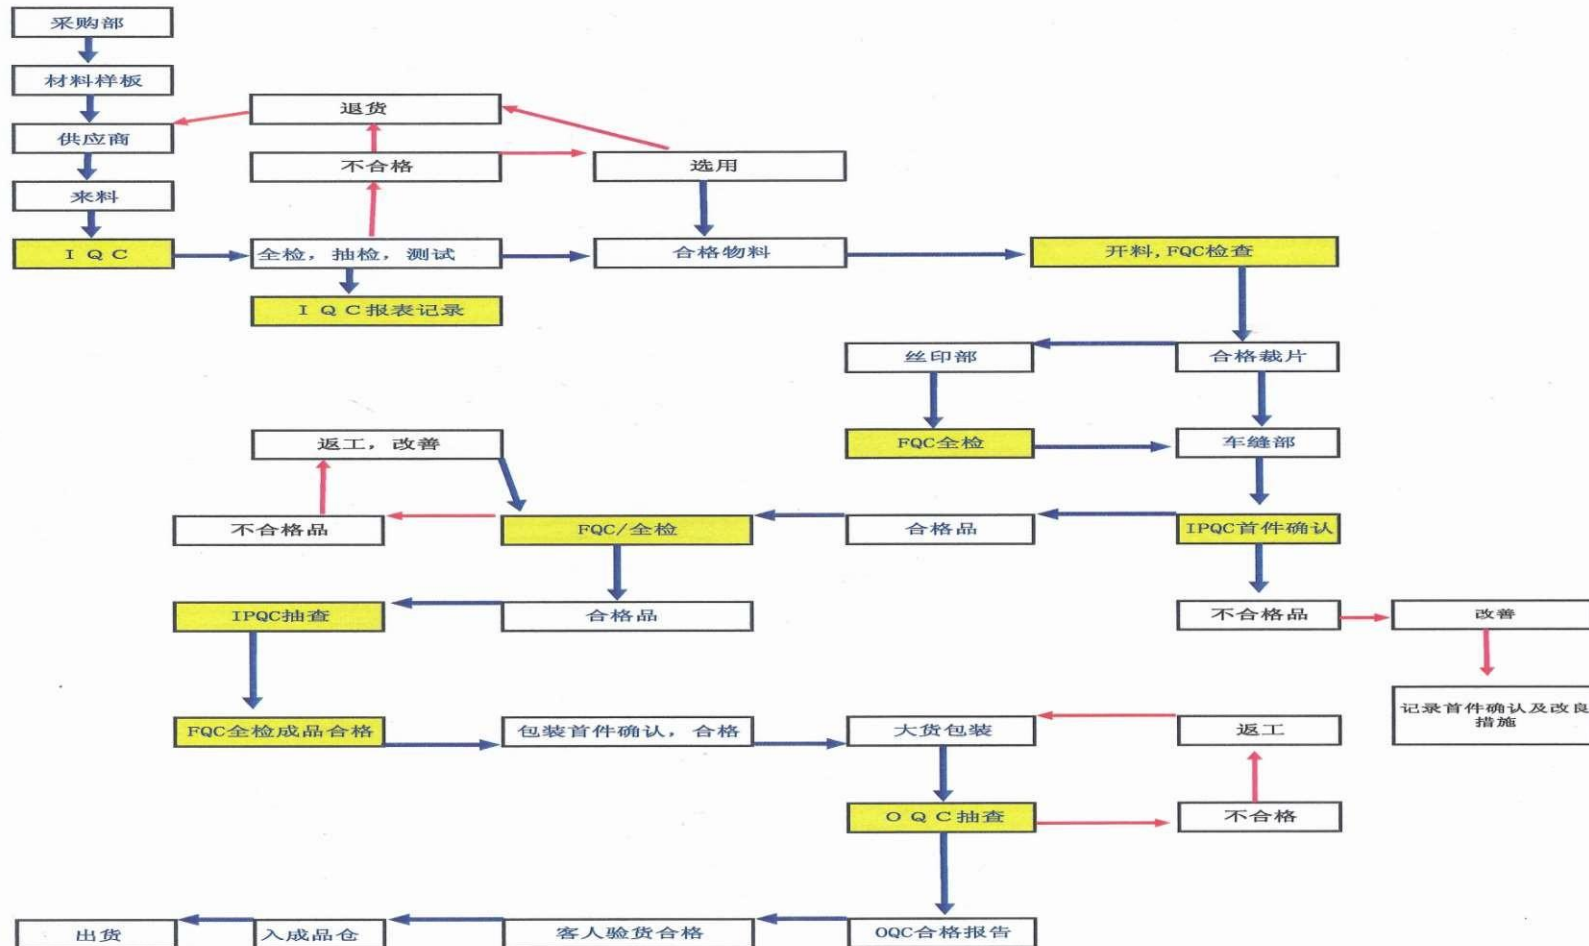 采购部
材料样板
退货
供应商
不合格
选用
来料
ＩＱＣ
全检，抽检，测试
合格物料
开料,FQC检查
ＩＱＣ报表记录
丝印部
合格裁片
返工，改善
FQC全检
车缝部
不合格品
FQC/全检
合格品
IPQC首件确认
IPQC抽查
合格品
不合格品
改善
记录首件确认及改良
措施
FQC全检成品合格
包装首件确认，合格
大货包装
返工
ＯＱＣ抽查
不合格
出货
入成品仓
客人验货合格
OQC合格报告